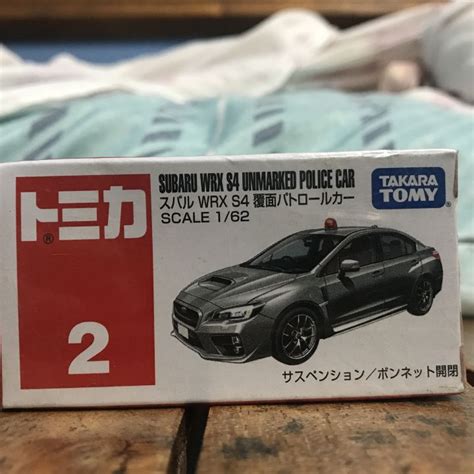 トミカ
®
2
SUBARU WRX S4 UNMARKED POLICE CAR
スバル WRX S4 覆面パトロールカー
SCALE 1/62
TAKARA
TOMY
サスペンション/ボンネット開閉